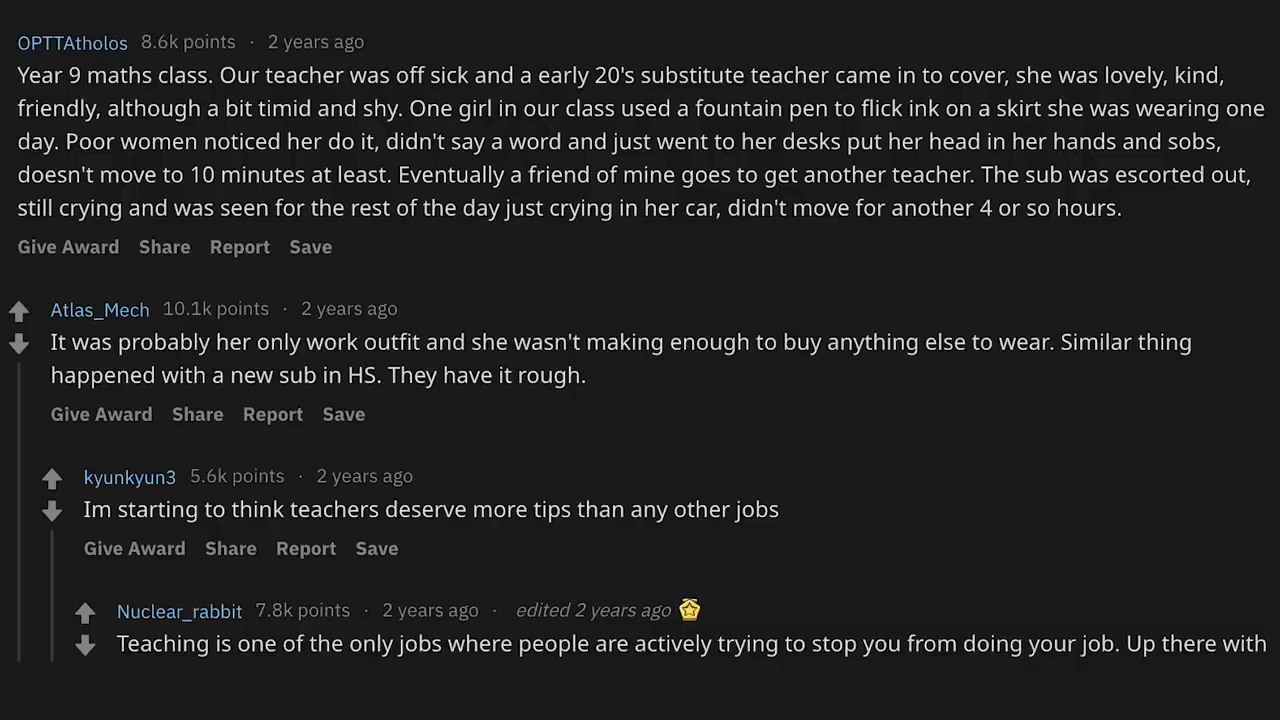 OPTTAtholos 8.6k points · 2 years ago
Year 9 maths class. Our teacher was off sick and a early 20's substitute teacher came in to cover, she was lovely, kind,
friendly, although a bit timid and shy. One girl in our class used a fountain pen to flick ink on a skirt she was wearing one
day. Poor women noticed her do it, didn't say a word and just went to her desks put her head in her hands and sobs,
doesn't move to 10 minutes at least. Eventually a friend of mine goes to get another teacher. The sub was escorted out,
still crying and was seen for the rest of the day just crying in her car, didn't move for another 4 or so hours.
Give Award Share Report Save
Atlas_Mech 10.1k points · 2 years ago
It was probably her only work outfit and she wasn't making enough to buy anything else to wear. Similar thing
happened with a new sub in HS. They have it rough.
Give Award Share Report Save
kyunkyun3 5.6k points · 2 years ago
Im starting to think teachers deserve more tips than any other jobs
Give Award Share Report Save
Nuclear_rabbit 7.8k points · 2 years ago · edited 2 years ago
Teaching is one of the only jobs where people are actively trying to stop you from doing your job. Up there with